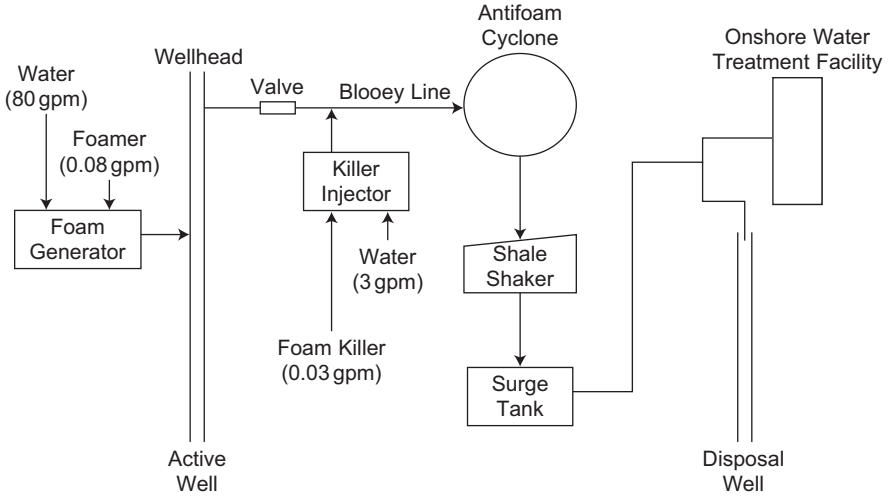 Antifoam
Cyclone
Onshore Water
Treatment Facility
Wellhead
Water
(80 gpm)
Valve
Blooey Line
Foamer
(0.08 gpm)
Killer
Injector
Foam
Generator
Water
(3 gpm)
Shale
Shaker
Foam Killer
(0.03 gpm)
Surge
Tank
Active
Well
Disposal
Well